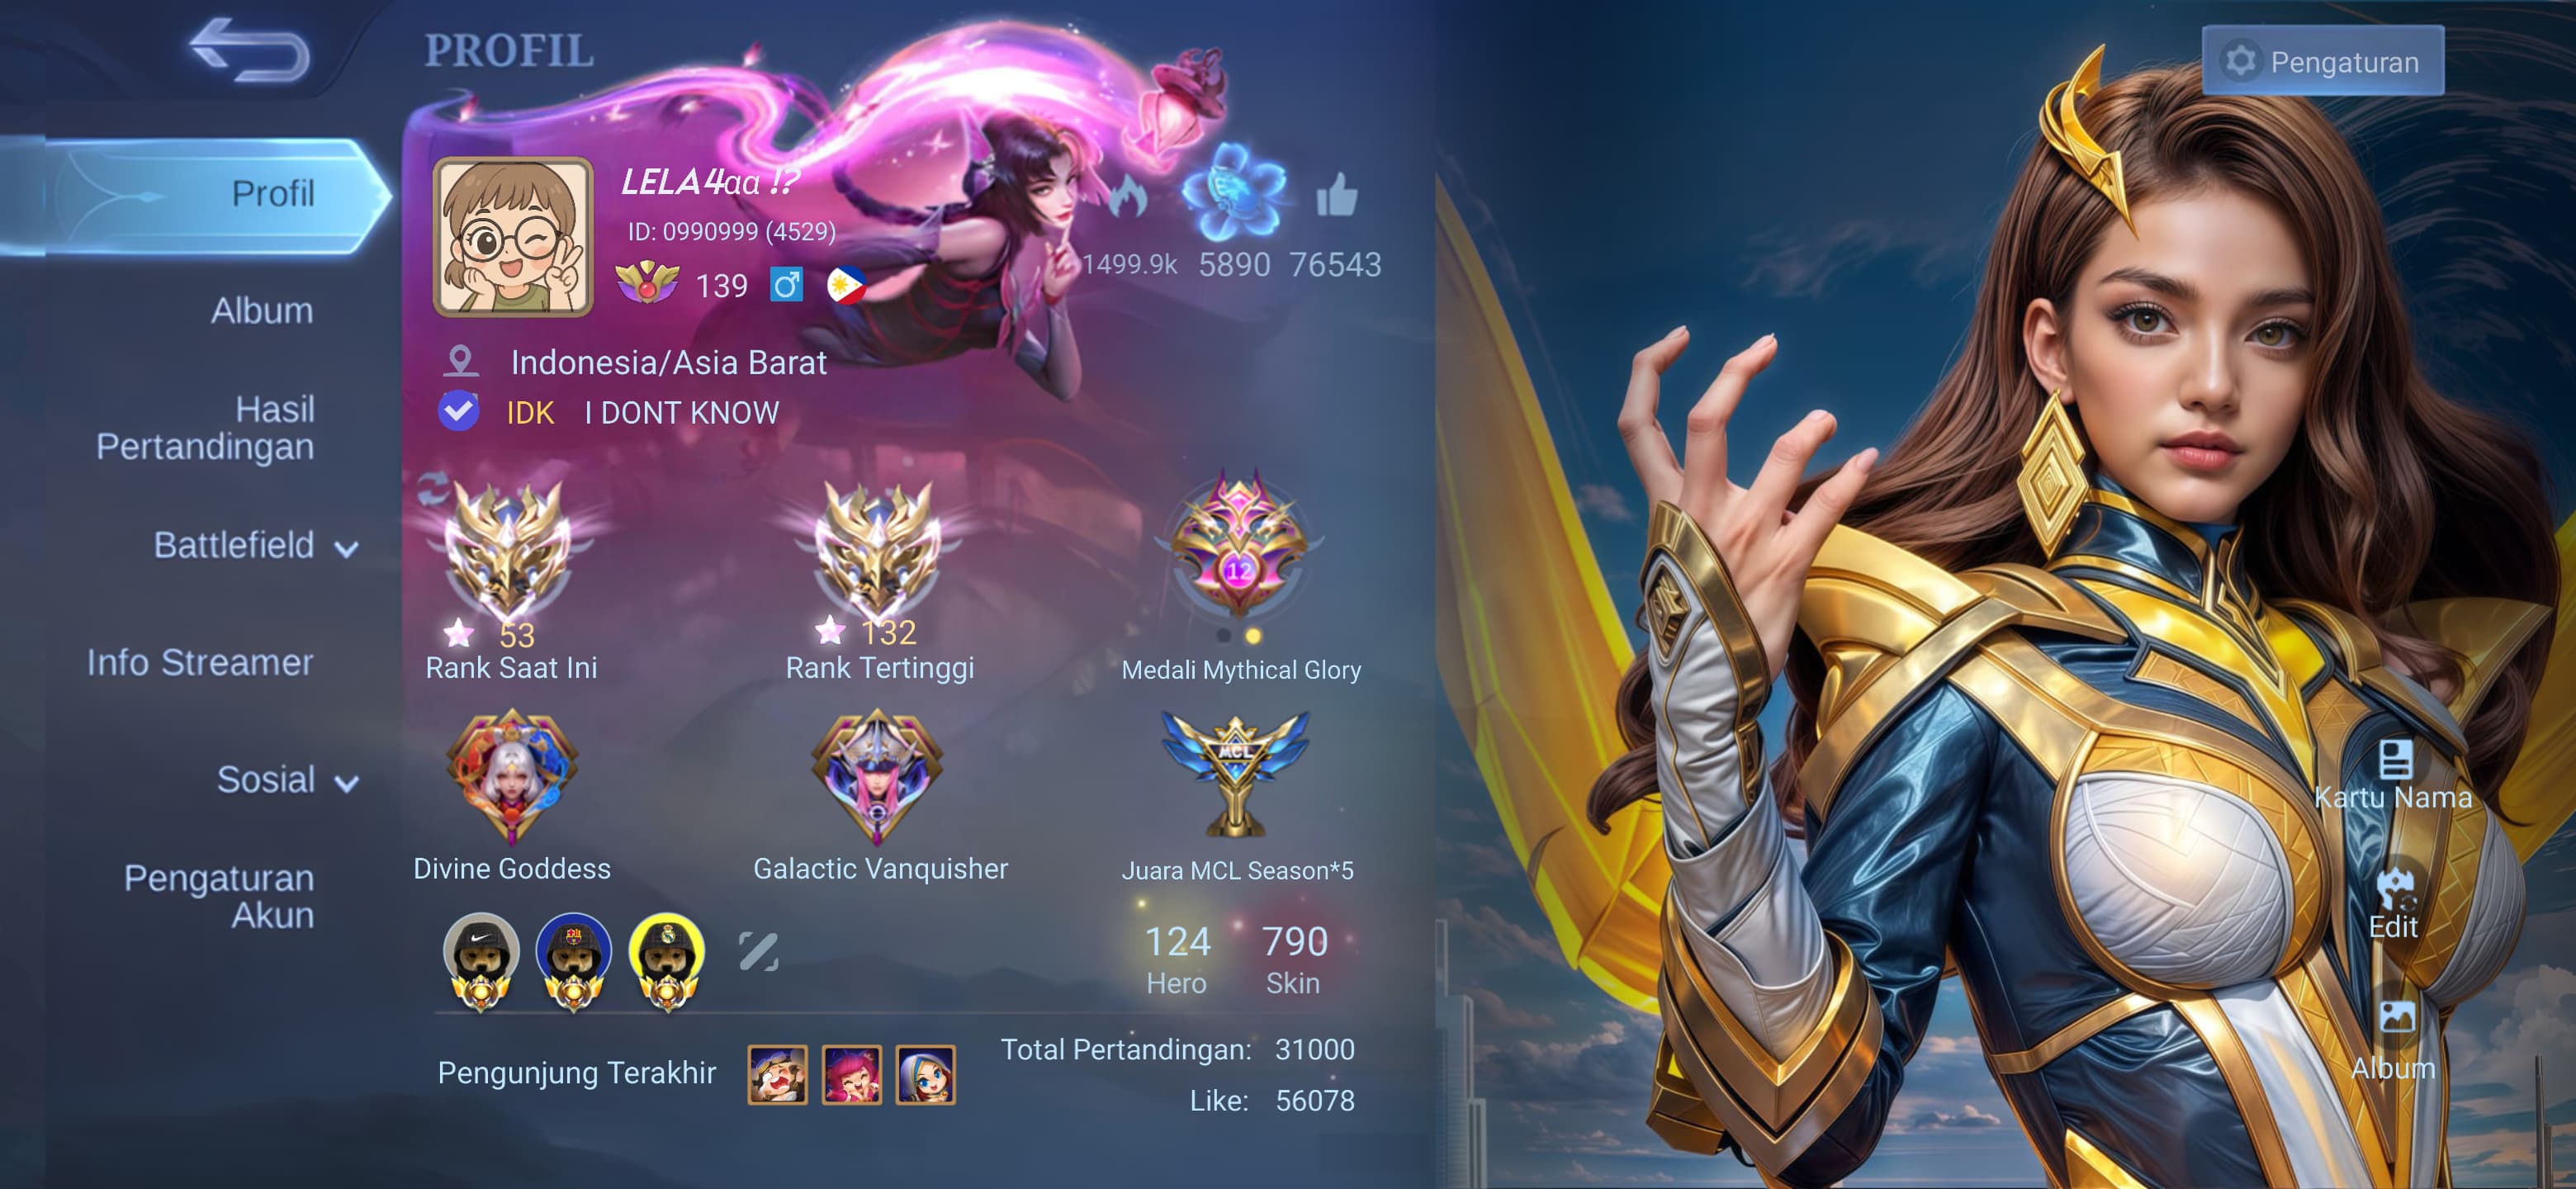 PROFIL
Pengaturan
Profil
Album
Hasil
Pertandingan
Battlefield
Info Streamer
Sosial
Pengaturan
Akun
LELA4aa !?
ID: 0990999 (4529)
139
1499.9k 5890 76543
Indonesia/Asia Barat
IDK I DONT KNOW
12
53
132
Rank Saat Ini
Rank Tertinggi
Medali Mythical Glory
MCL
Divine Goddess
Galactic Vanquisher
Juara MCL Season*5
124
Hero
790
Skin
Pengunjung Terakhir
Total Pertandingan: 31000
Like: 56078
Kartu Nama
Edit
Album